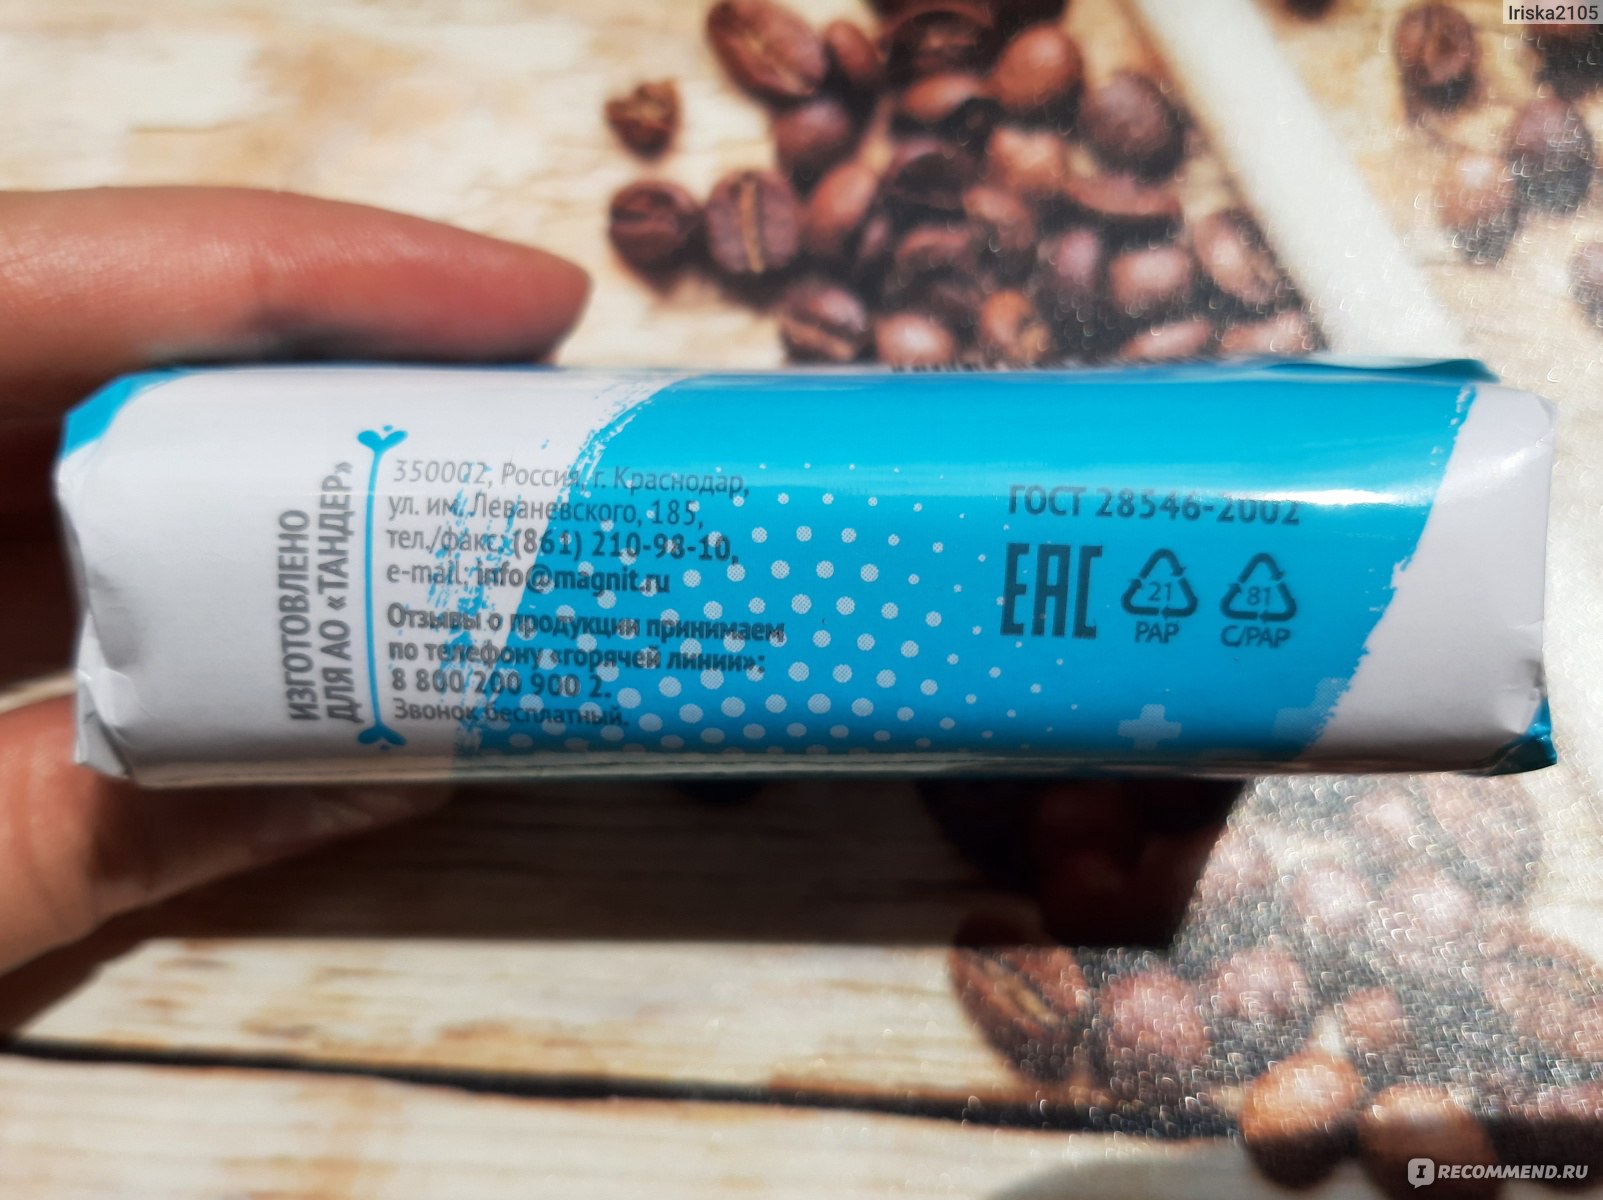 Iriska2105
ИЗГОТОВЛЕНО
ДЛЯ АО «ТАНДЕР»
350002, Россия, г. Краснодар,
ул. им. Леваневского, 185,
тел./факс: (861) 210-98-10,
e-mail: info@magnit.ru
Отзывы о продукции принимаем
по телефону «горячей линии»:
8 800 200 900 2.
Звонок бесплатный.
ГОСТ 28546-2002
ЕАС
21
PAP
81
C/PAP
IRECOMMEND.RU